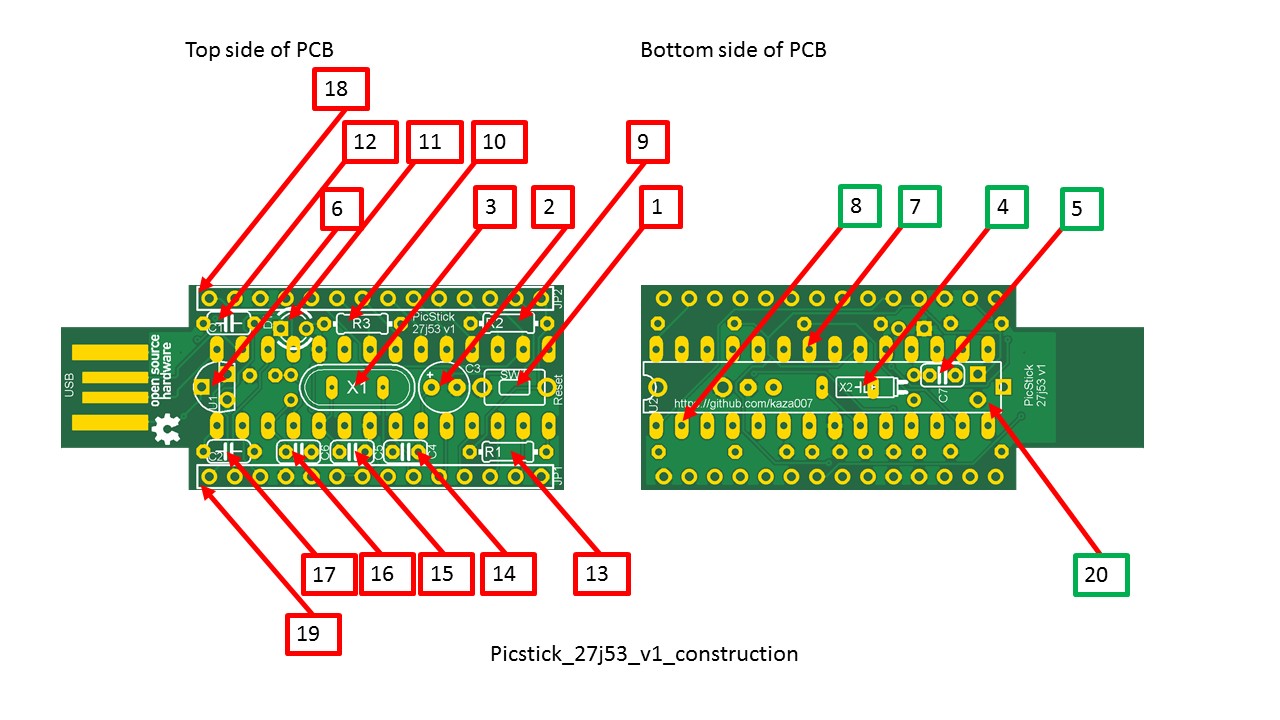 Top side of PCB
Bottom side of PCB
18
12
11
10
9
6
3
2
1
8
7
4
5
JP2
C1
D1
R3
PicStick
27j53 v1
R2
USB
open source
hardware
U1
X1
C3
SW
Reset
C2
C6
C5
C4
R1
JP1
U2
X2
C7
https://github.com/kaza007
PicStick
27j53 v1
17
16
15
14
13
20
19
Picstick_27j53_v1_construction